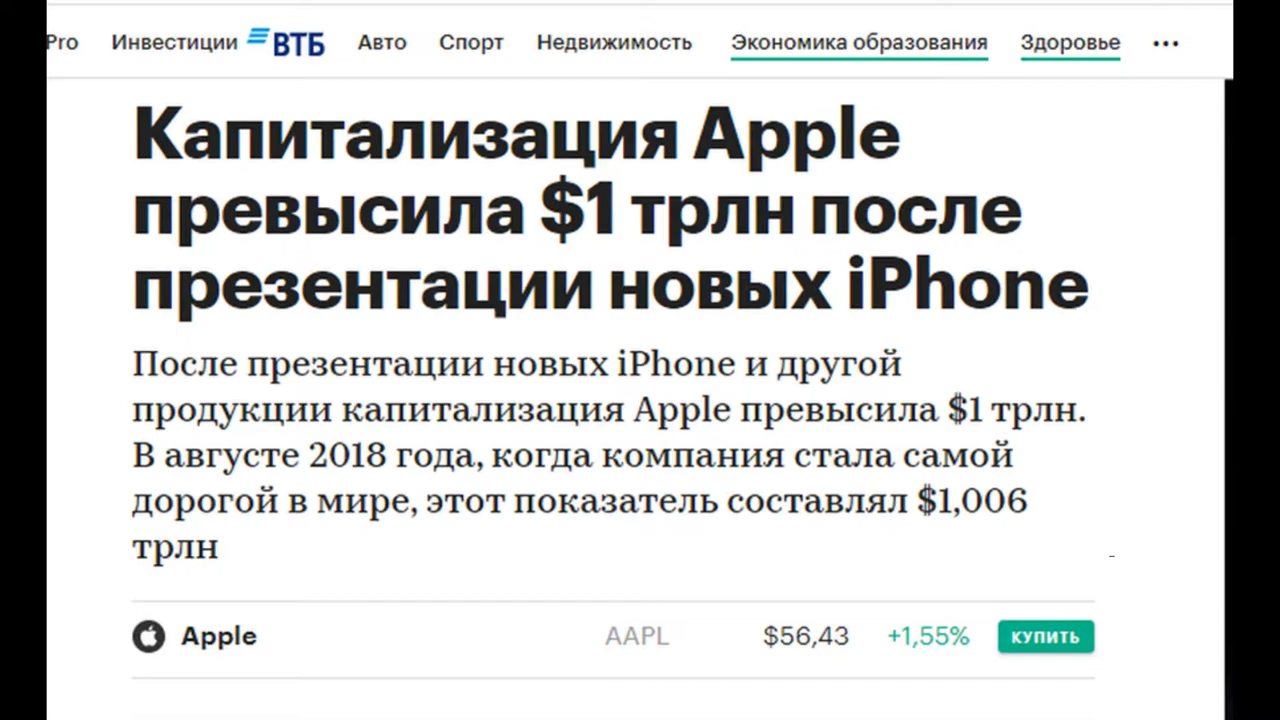 Pro Инвестиции ВТБ Авто Спорт Недвижимость Экономика образования Здоровье •••
Капитализация Apple
превысила $1 трлн после
презентации новых iPhone
После презентации новых iPhone и другой
продукции капитализация Apple превысила $1 трлн.
В августе 2018 года, когда компания стала самой
дорогой в мире, этот показатель составлял $1,006
трлн
Apple AAPL $56,43 +1,55% КУПИТЬ